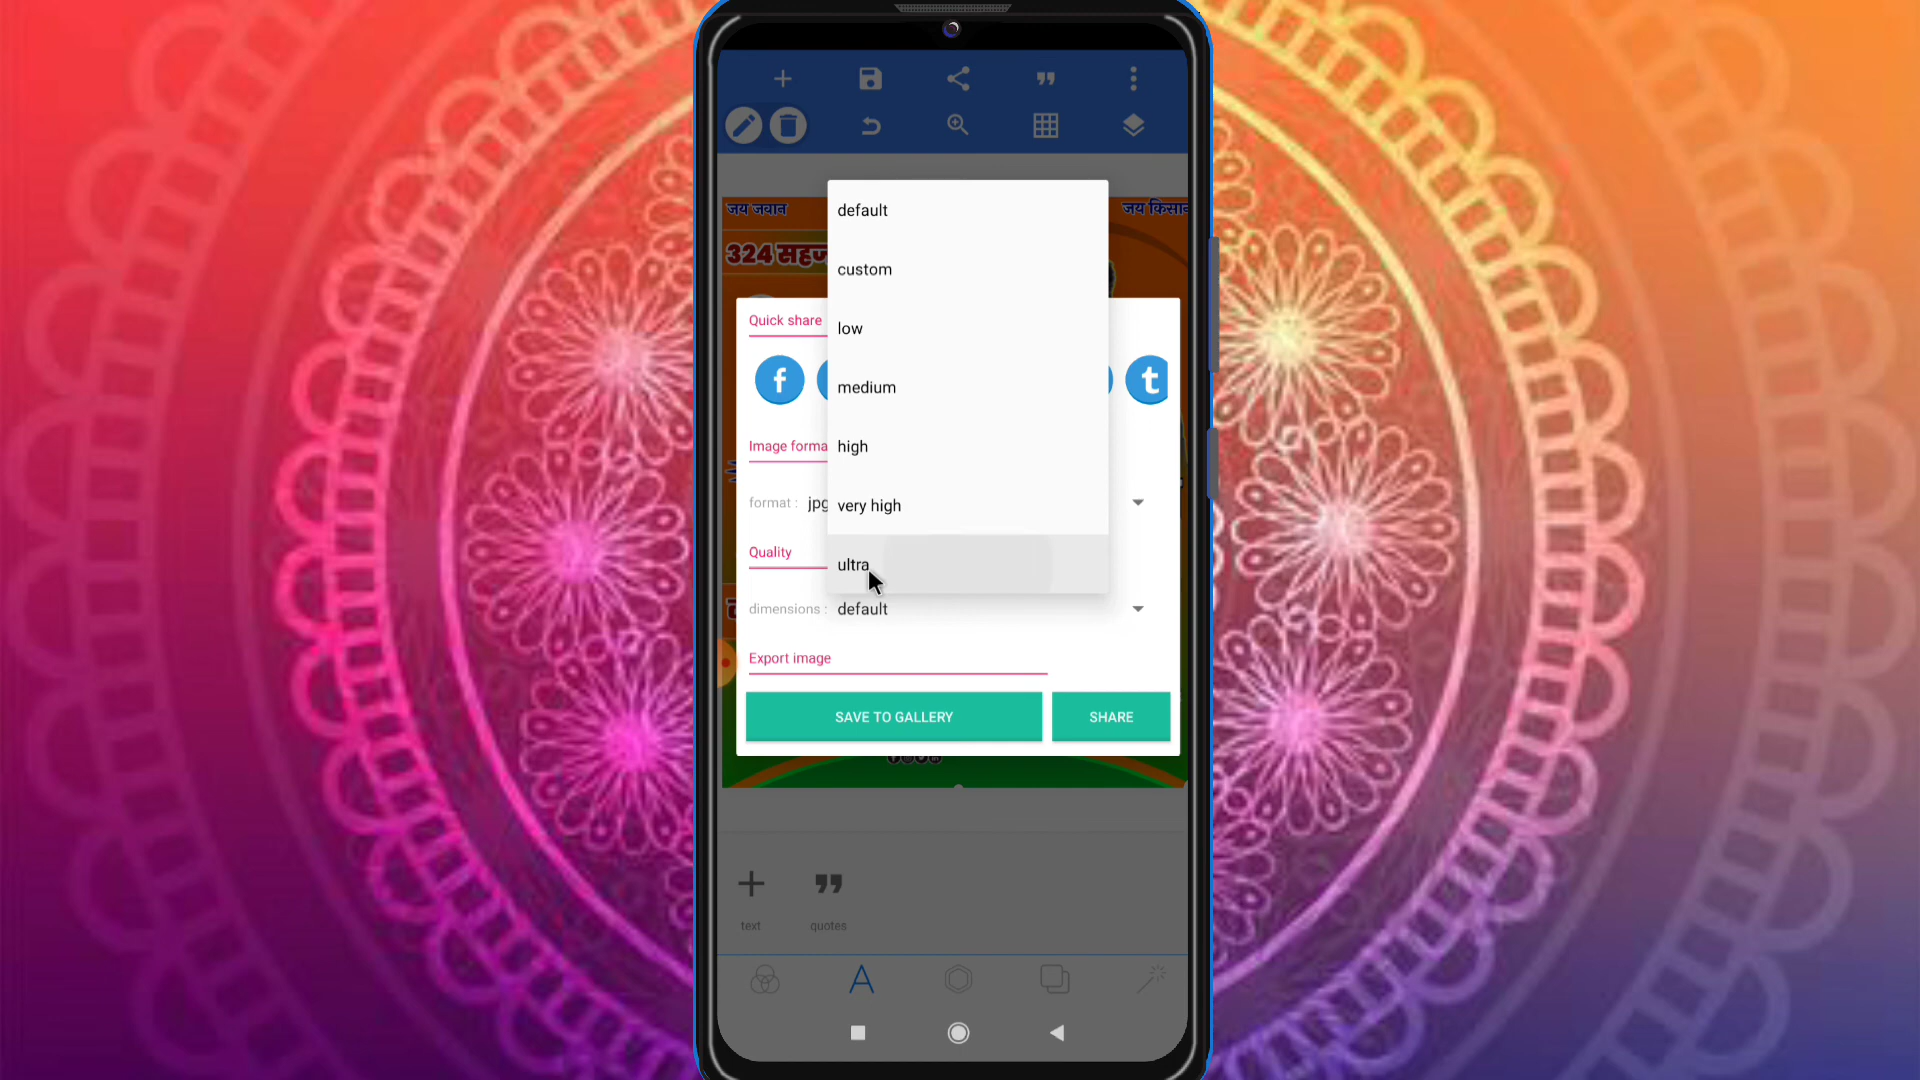 जय जवान
जय किसान
324 सहज
default
custom
low
medium
high
very high
ultra
Quick share
f
t
Image forma
format : jpg
Quality
dimensions : default
Export image
SAVE TO GALLERY
SHARE
text
quotes
A